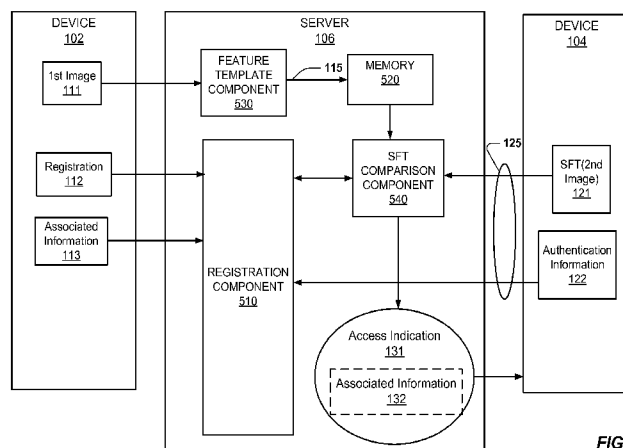 DEVICE
102
1st Image
111
Registration
112
Associated
Information
113
SERVER
106
FEATURE
TEMPLATE
COMPONENT
530
115
MEMORY
520
SFT
COMPARISON
COMPONENT
540
REGISTRATION
COMPONENT
510
Access Indication
131
Associated Information
132
125
DEVICE
104
SFT(2nd
Image)
121
Authentication
Information
122
FIG